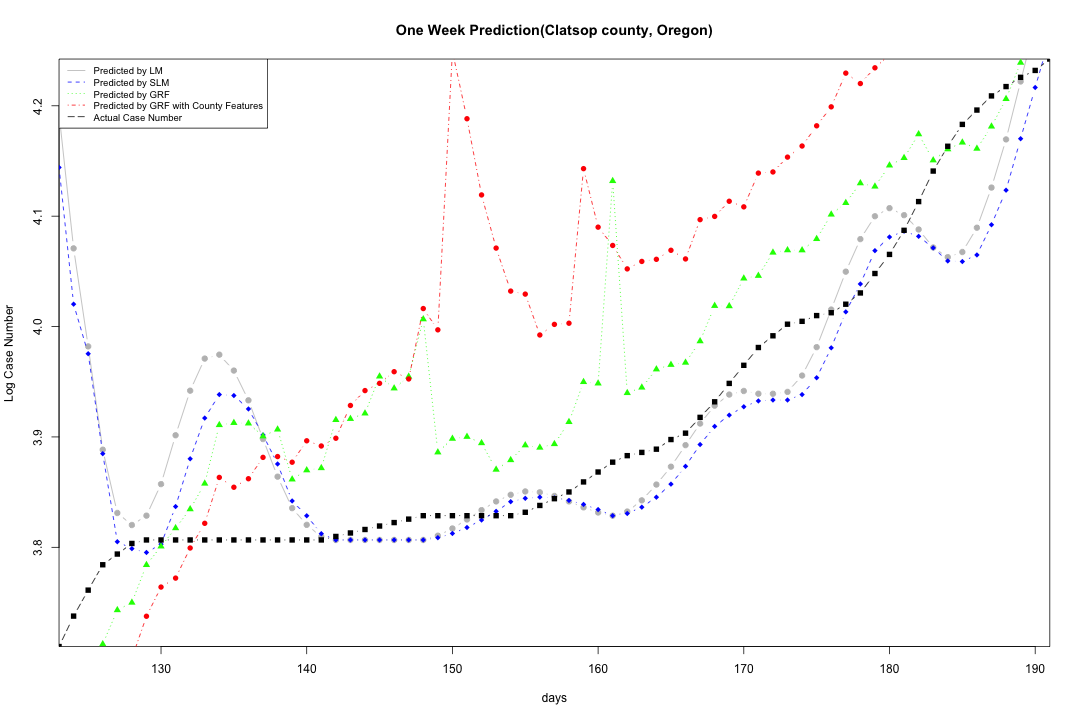 One Week Prediction(Clatsop county, Oregon)
Predicted by LM
Predicted by SLM
Predicted by GRF
Predicted by GRF with County Features
Actual Case Number
4.2
4.1
4.0
3.9
3.8
Log Case Number
130 140 150 160 170 180 190
days